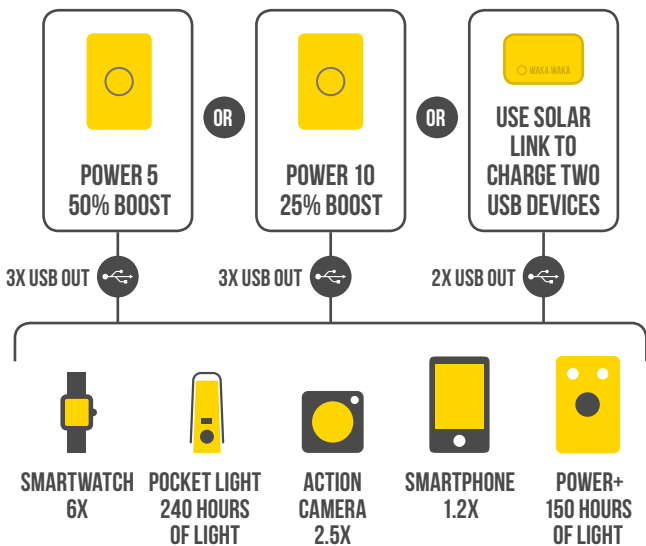 POWER 5
50% BOOST
OR
POWER 10
25% BOOST
OR
WAKA WAKA
USE SOLAR
LINK TO
CHARGE TWO
USB DEVICES
3X USB OUT
3X USB OUT
2X USB OUT
SMARTWATCH
6X
POCKET LIGHT
240 HOURS
OF LIGHT
ACTION
CAMERA
2.5X
SMARTPHONE
1.2X
POWER+
150 HOURS
OF LIGHT